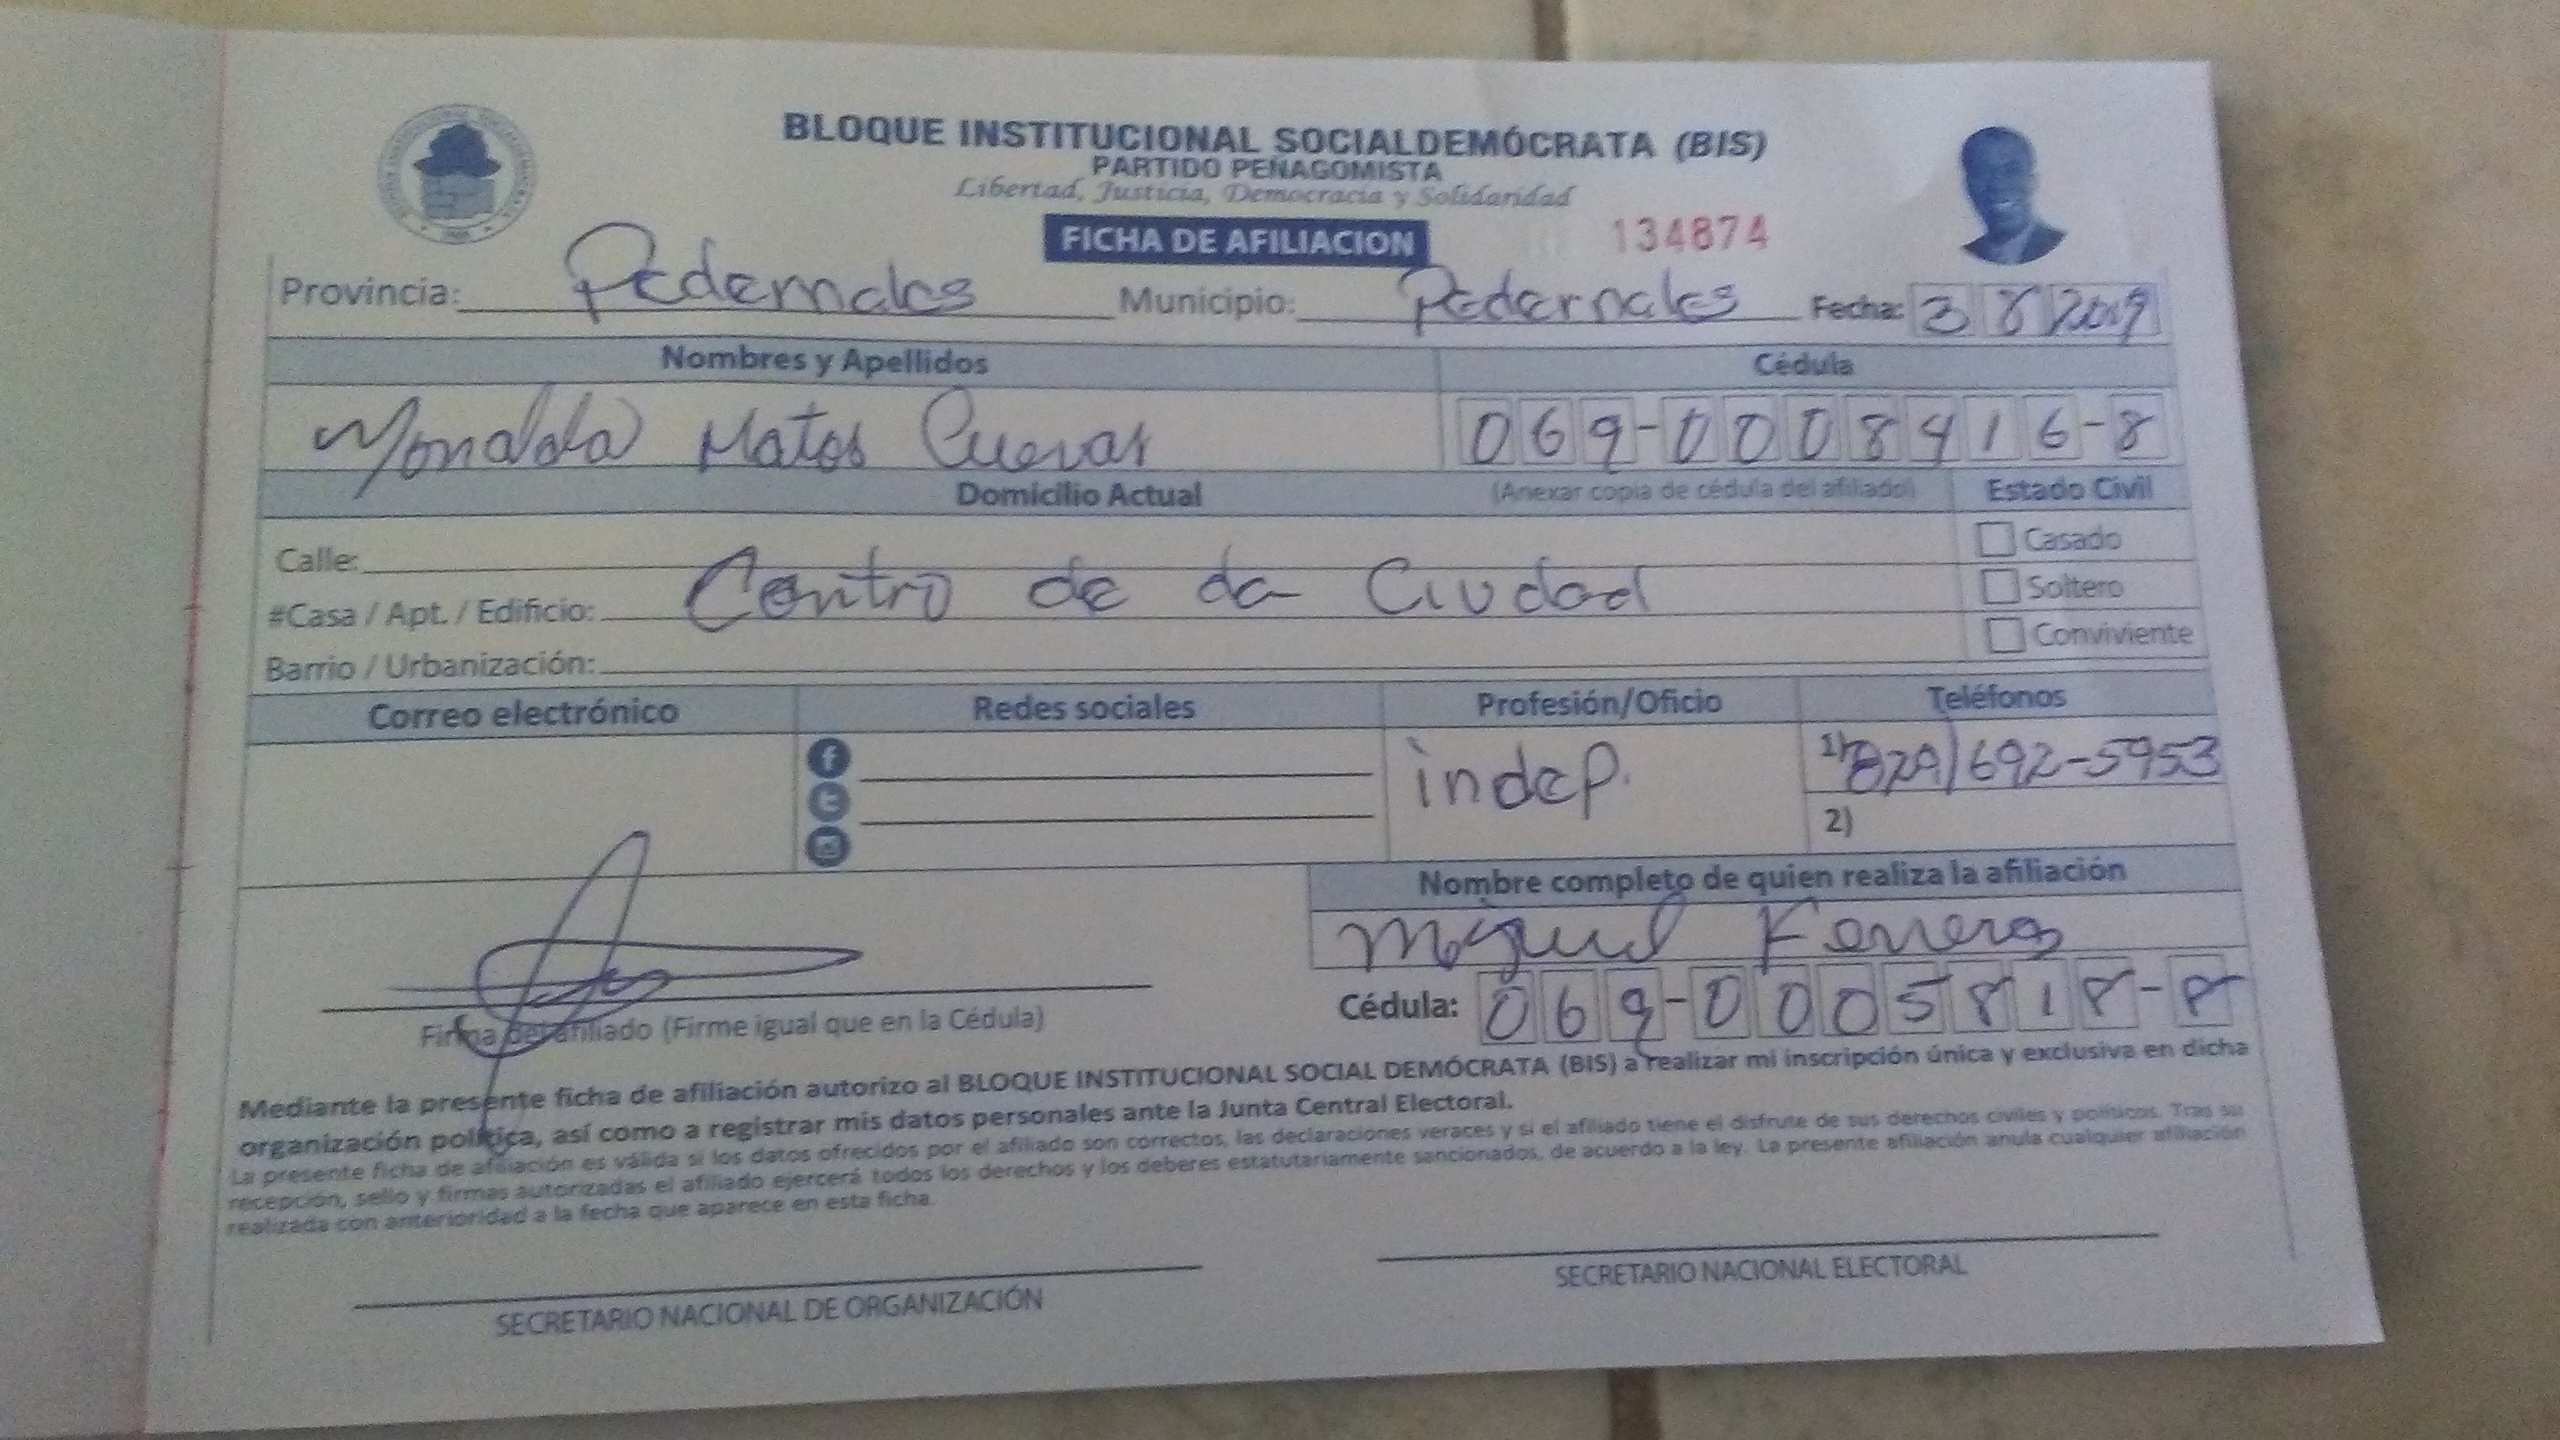 BLOQUE INSTITUCIONAL SOCIALDEMÓCRATA (BIS)
PARTIDO PEÑAGOMISTA
Libertad, Justicia, Democracia y Solidaridad
FICHA DE AFILIACION 134874
Provincia: Pedernales Municipio: Pedernales Fecha: 3 8 2019
Nombres y Apellidos Cédula
Matos Cuevas 069-0008416-8
Domicilio Actual (Anexar copia de cédula del afiliado) Estado Civil
Calle: Casado
#Casa / Apt. / Edificio: Centro de da Ciudad Soltero
Barrio / Urbanización: Conviviente
Correo electrónico Redes sociales Profesión/Oficio Teléfonos
indep. 1) 829/692-5953
2)
Nombre completo de quien realiza la afiliación
Miguel Ferreras
Cédula: 069-0005818-8
Firma del afiliado (Firme igual que en la Cédula)
Mediante la presente ficha de afiliación autorizo al BLOQUE INSTITUCIONAL SOCIAL DEMÓCRATA (BIS) a realizar mi inscripción única y exclusiva en dicha
organización política, así como a registrar mis datos personales ante la Junta Central Electoral.
La presente ficha de afiliación es válida si los datos ofrecidos por el afiliado son correctos, las declaraciones veraces y si el afiliado tiene el disfrute de sus derechos civiles y políticos. Tras su
recepción, sello y firmas autorizadas el afiliado ejercerá todos los derechos y los deberes estatutariamente sancionados, de acuerdo a la ley. La presente afiliación anula cualquier afiliación
realizada con anterioridad a la fecha que aparece en esta ficha.
SECRETARIO NACIONAL DE ORGANIZACIÓN SECRETARIO NACIONAL ELECTORAL